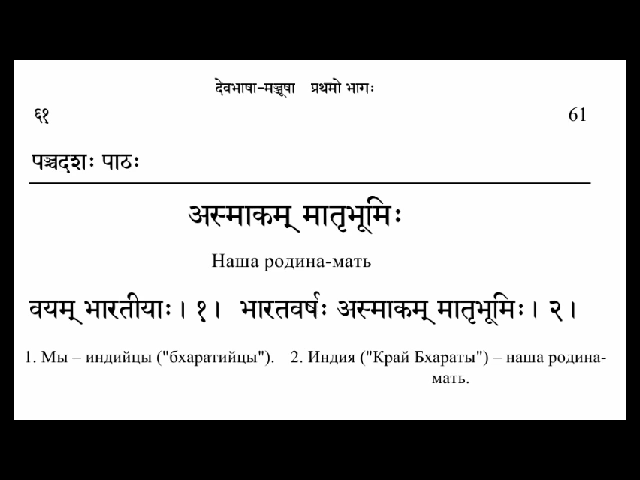 देवभाषा-मञ्जूषा प्रथमो भागः
६१ 61
पञ्चदशः पाठः
अस्माकम् मातृभूमिः
Наша родина-мать
वयम् भारतीयाः। १। भारतवर्षः अस्माकम् मातृभूमिः। २।
1. Мы – индийцы ("бхаратийцы"). 2. Индия ("Край Бхараты") – наша родина-
мать.